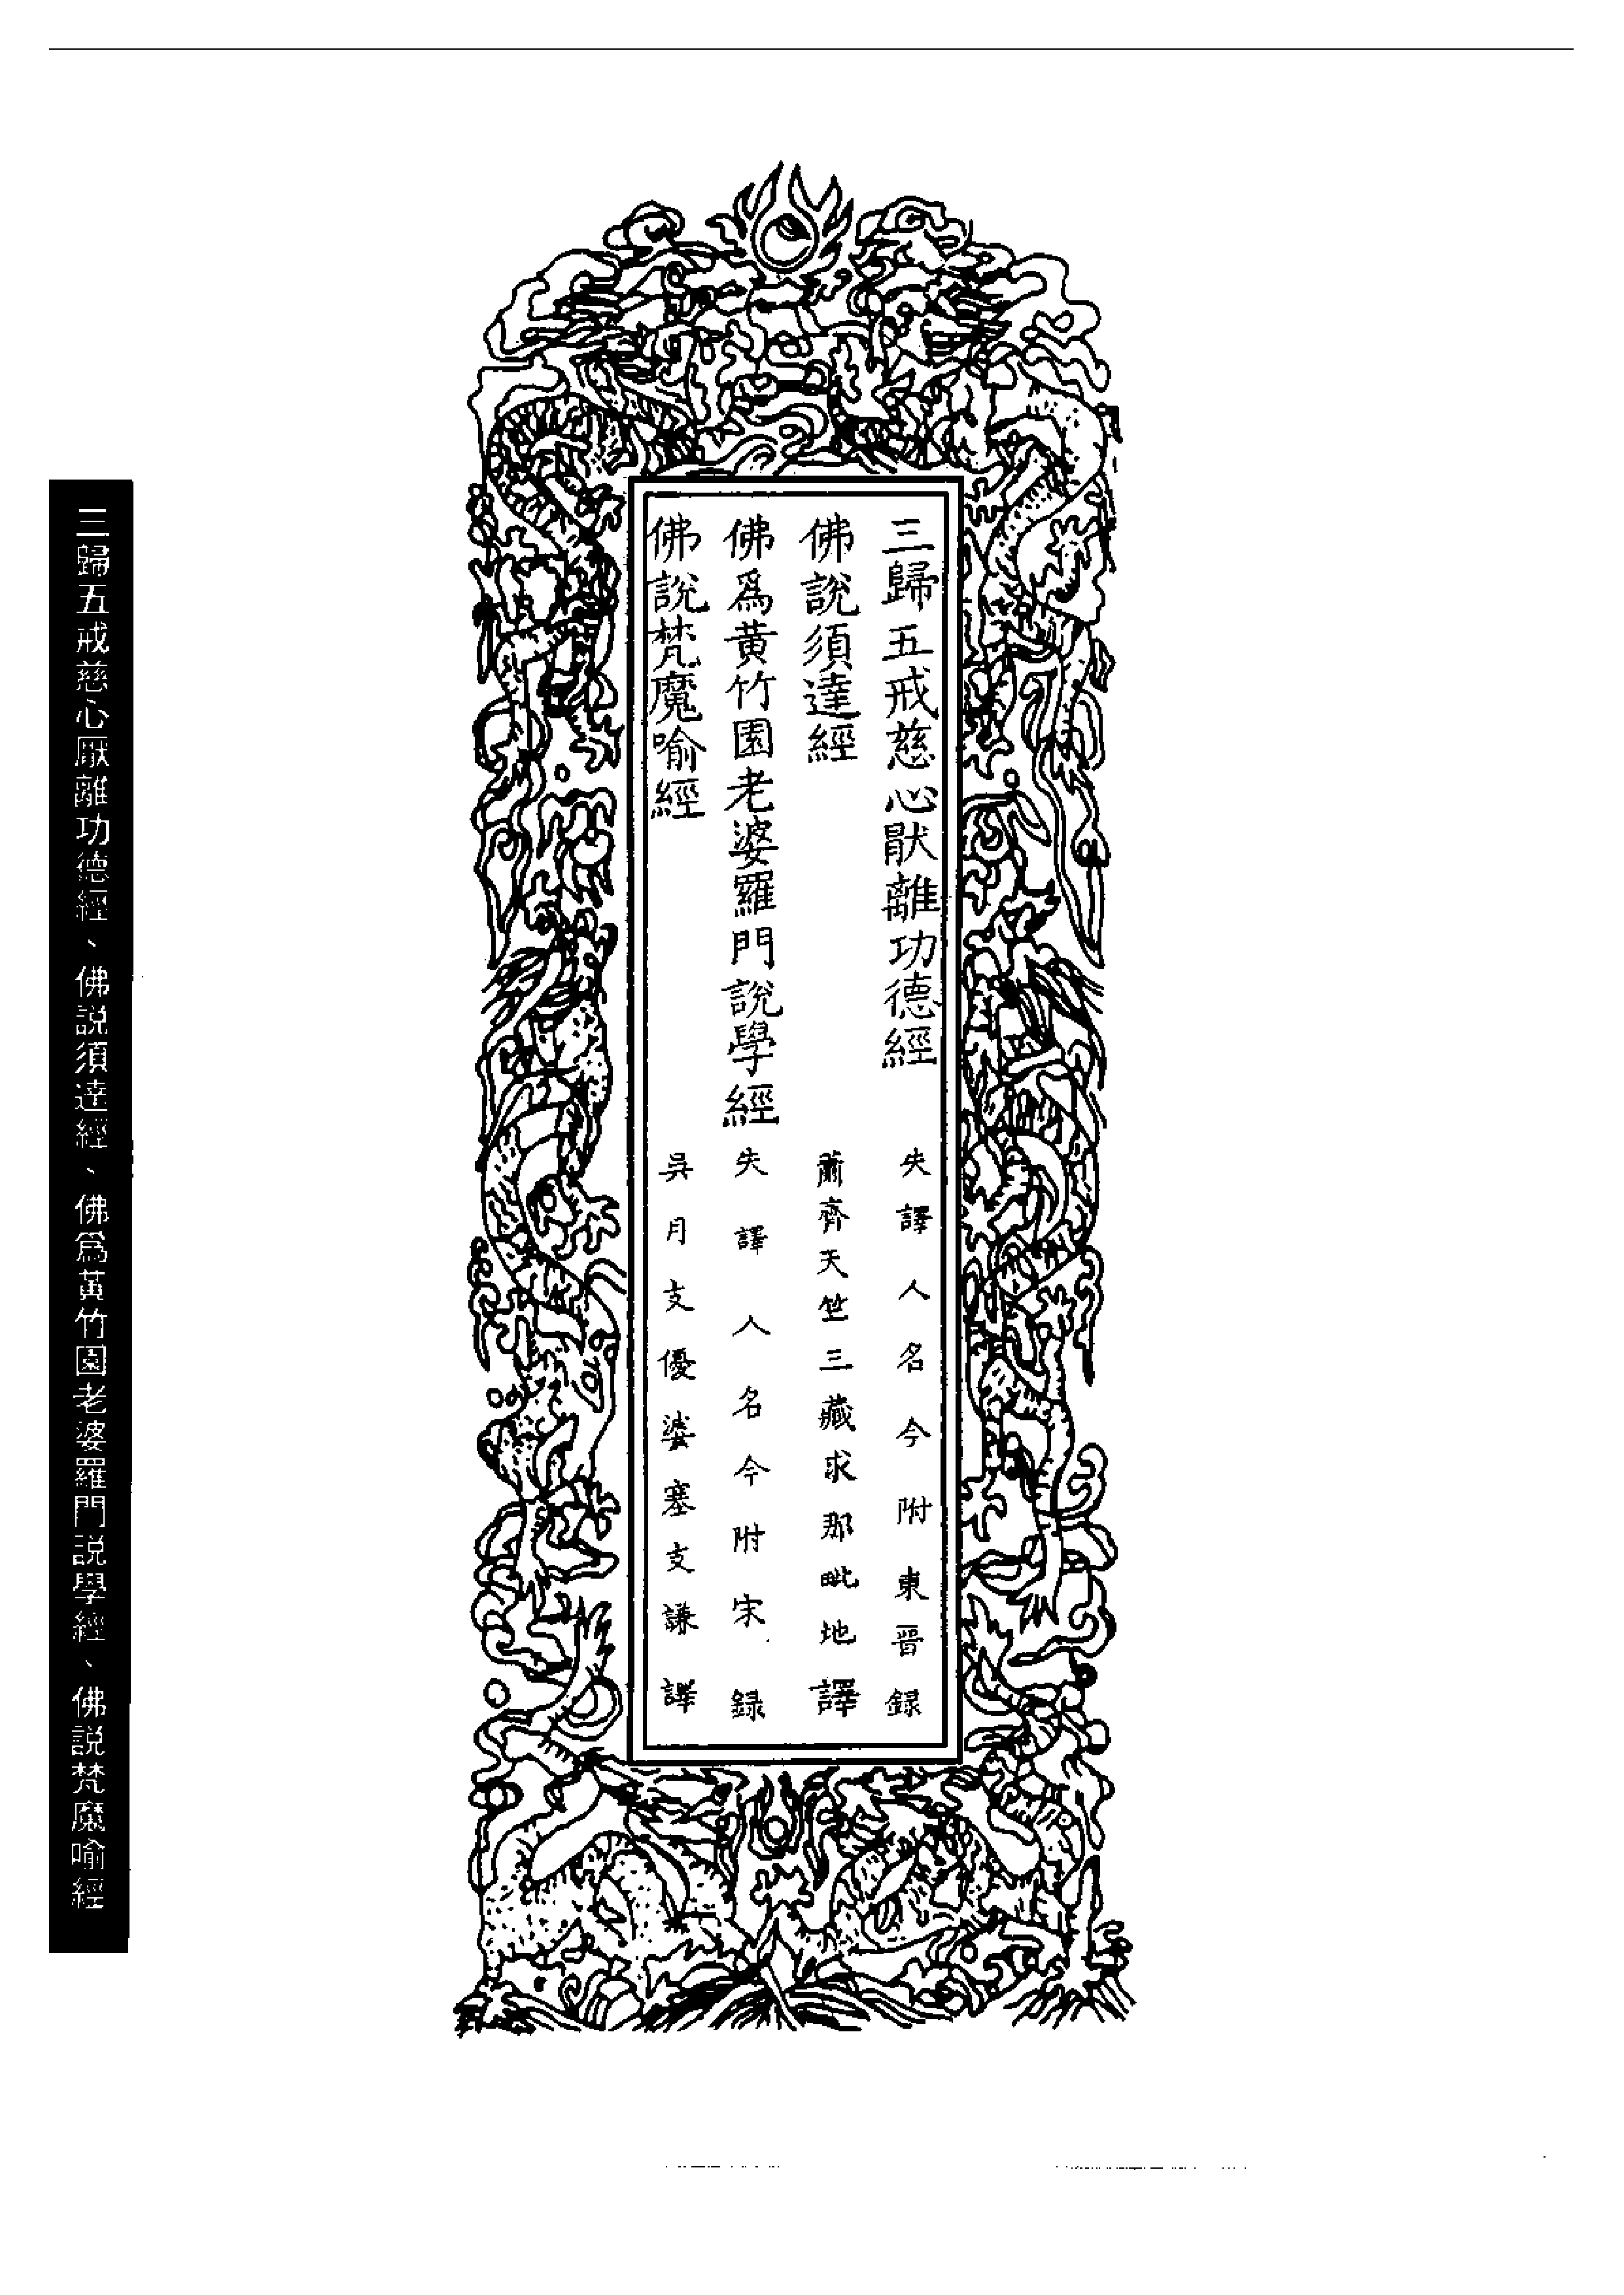 三歸五戒慈心猒離功德經　失譯人名今附東晉錄
佛說須達經　蕭齊天竺三藏求那毗地譯
佛爲黃竹園老婆羅門說學經　失譯人名今附宋錄
佛說梵魔喻經　吳月支優婆塞支謙譯
三歸五戒慈心厭離功德經、佛説須達經、佛爲黃竹園老婆羅門説學經、佛説梵魔喻經